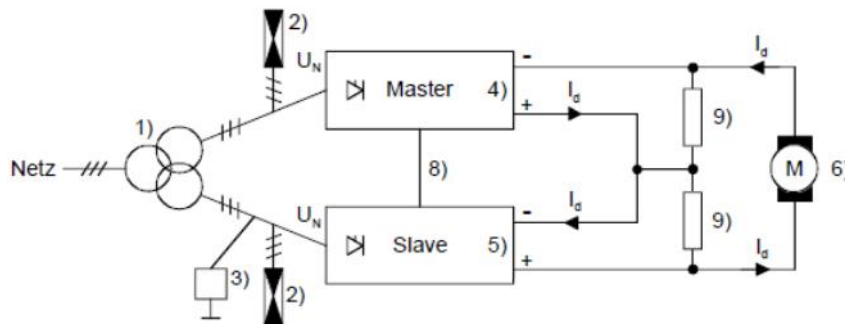 2)
U_N
-
I_d
I_d
1)
Master
4)
+
I_d
9)
Netz
8)
M
6)
U_N
-
I_d
9)
Slave
5)
3)
+
I_d
2)